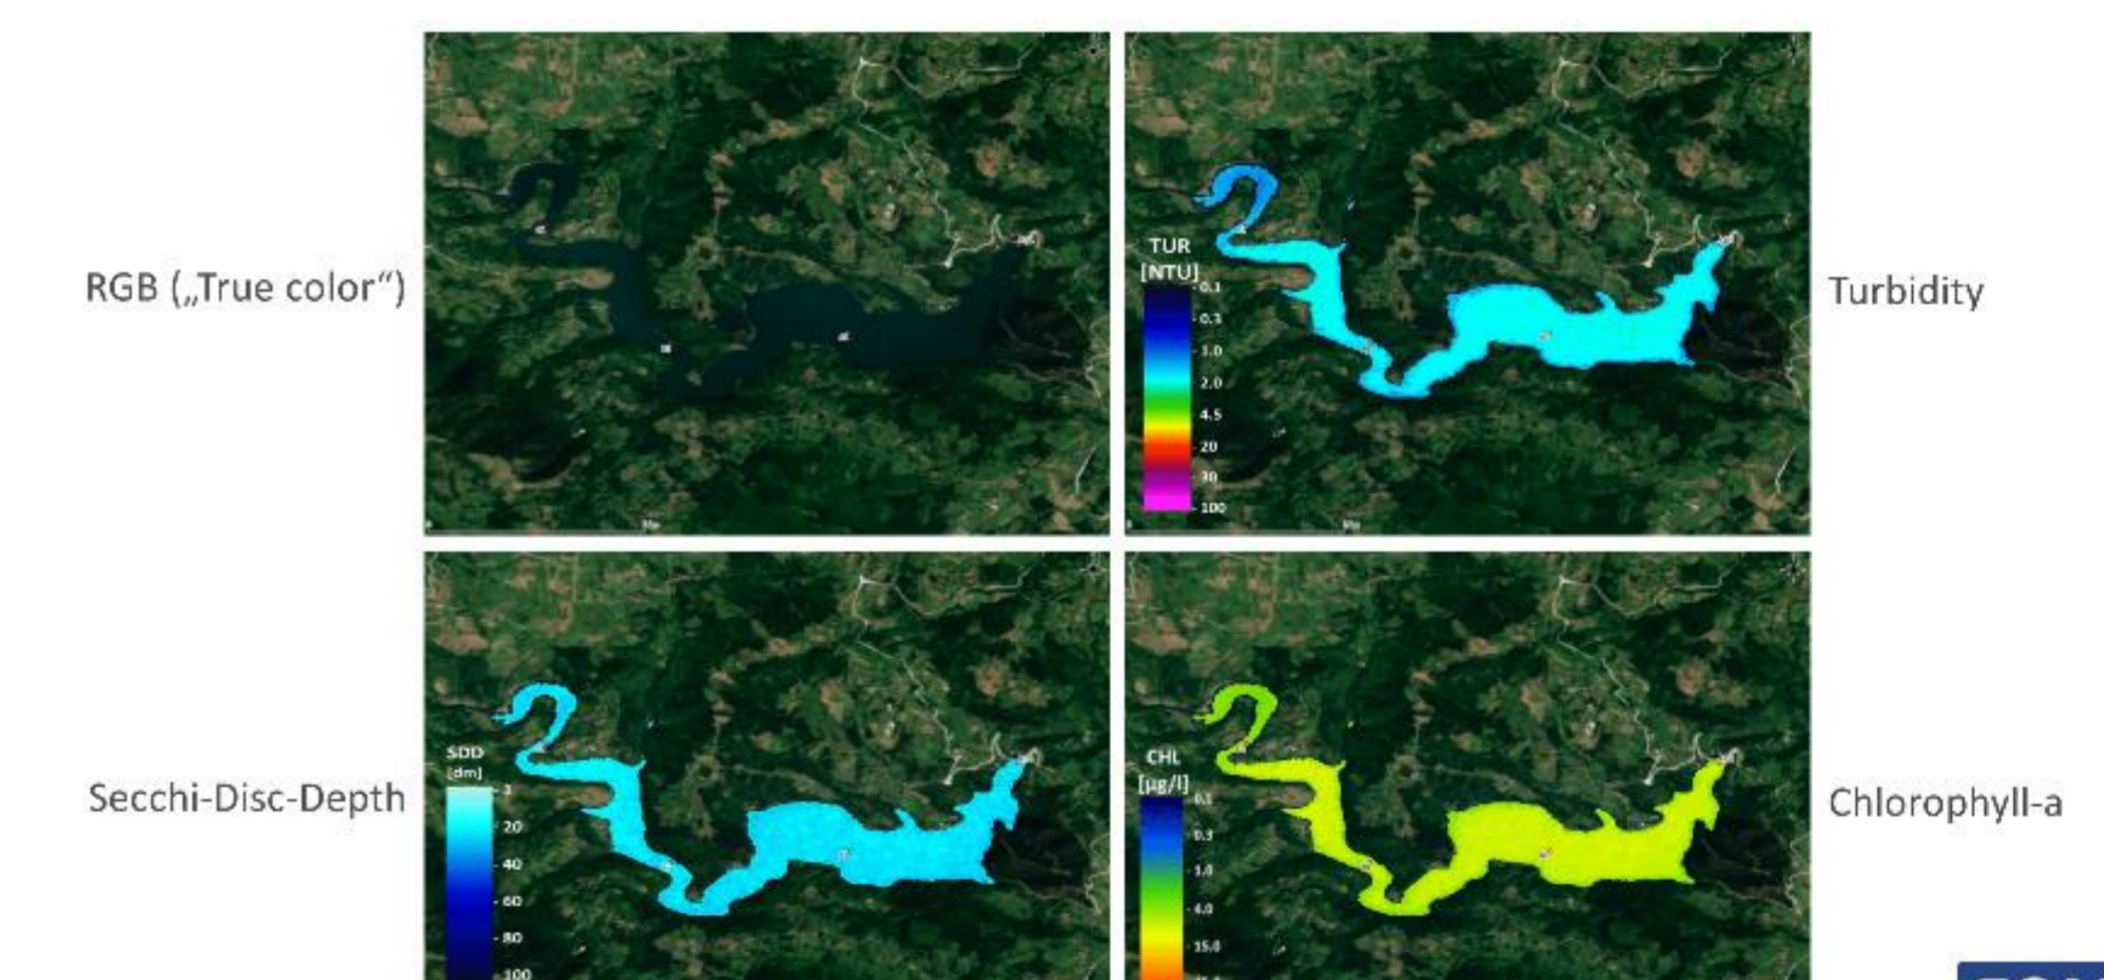 RGB („True color“)
TUR
[NTU]
0.1
0.3
1.0
2.0
4.5
20
30
100
Turbidity
Secchi-Disc-Depth
SDD
[dm]
3
20
40
60
80
100
CHL
[µg/l]
0.1
0.3
1.0
4.0
15.0
Chlorophyll-a